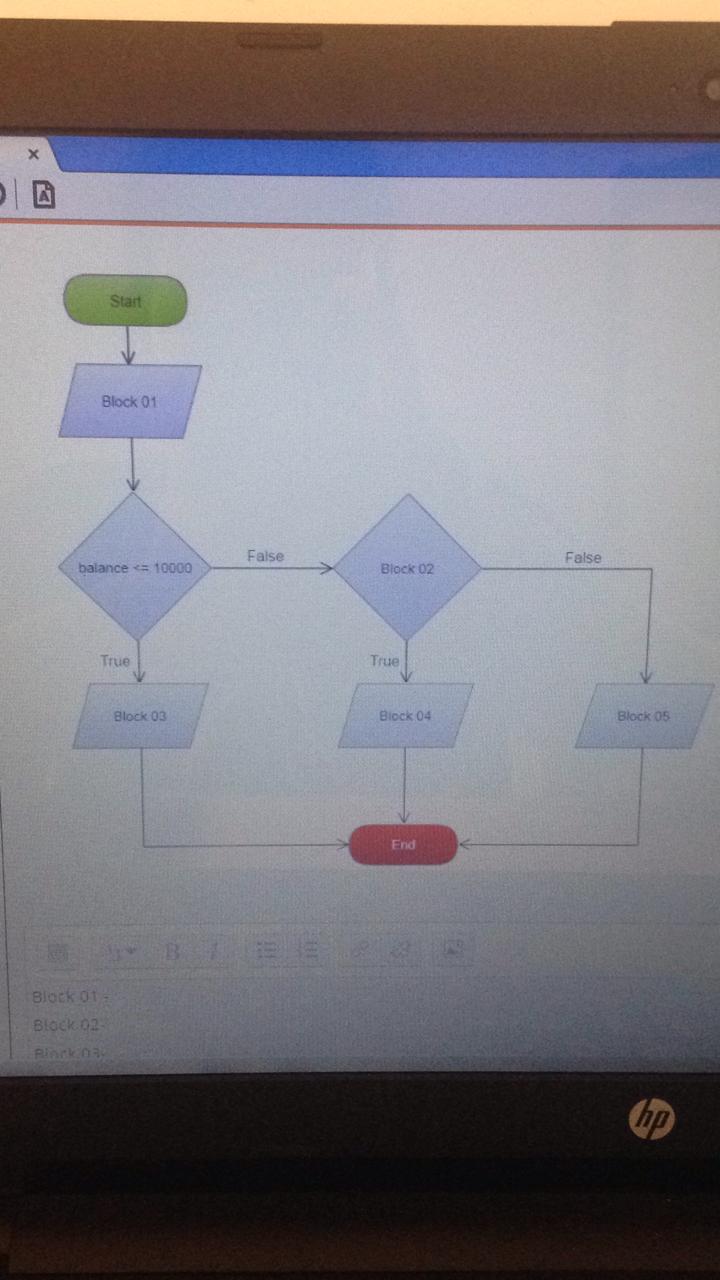 x
A
Start
Block 01
balance <= 10000
False
Block 02
False
True
True
Block 03
Block 04
Block 05
End
B I
Block 01 -
Block 02-
Block 03-
hp